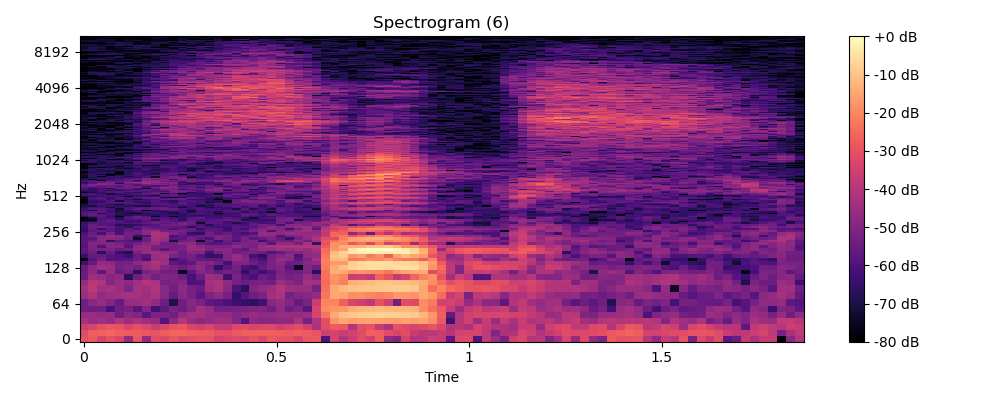 Spectrogram (6)
8192
4096
2048
1024
512
256
128
64
0
Hz
0
0.5
1
1.5
Time
+0 dB
-10 dB
-20 dB
-30 dB
-40 dB
-50 dB
-60 dB
-70 dB
-80 dB